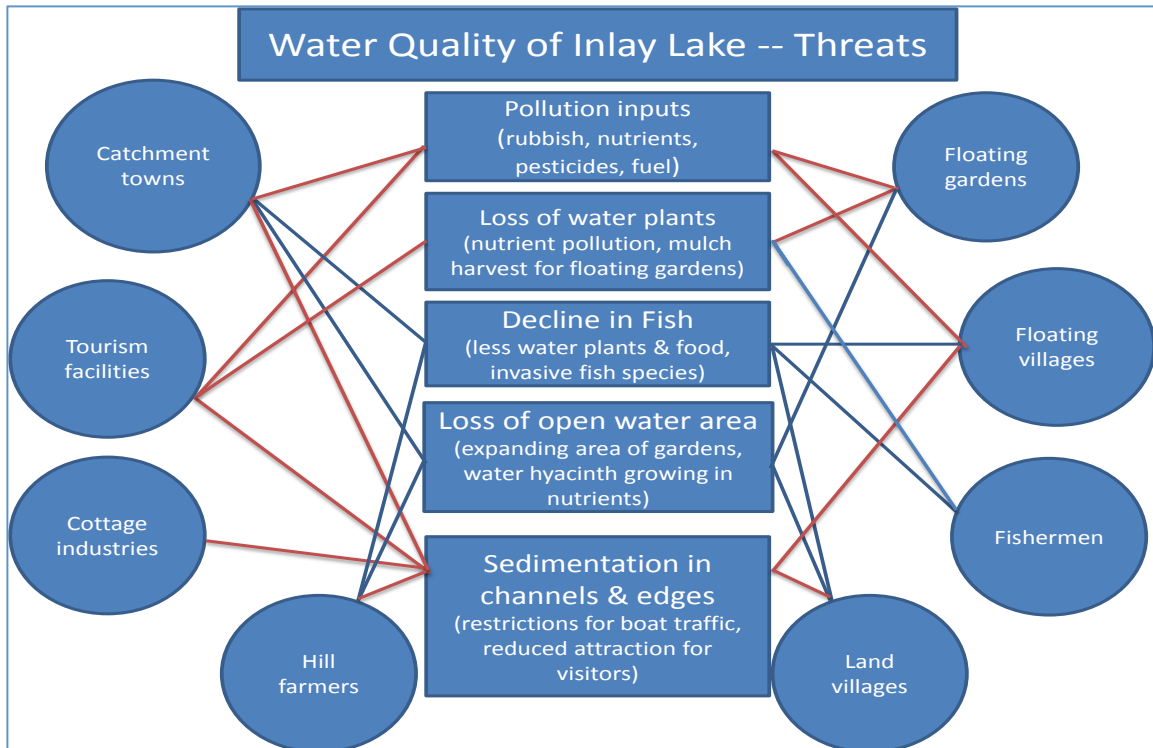 Water Quality of Inlay Lake -- Threats
Catchment
towns
Tourism
facilities
Cottage
industries
Hill
farmers
Pollution inputs
(rubbish, nutrients,
pesticides, fuel)
Loss of water plants
(nutrient pollution, mulch
harvest for floating gardens)
Decline in Fish
(less water plants & food,
invasive fish species)
Loss of open water area
(expanding area of gardens,
water hyacinth growing in
nutrients)
Sedimentation in
channels & edges
(restrictions for boat traffic,
reduced attraction for
visitors)
Floating
gardens
Floating
villages
Fishermen
Land
villages